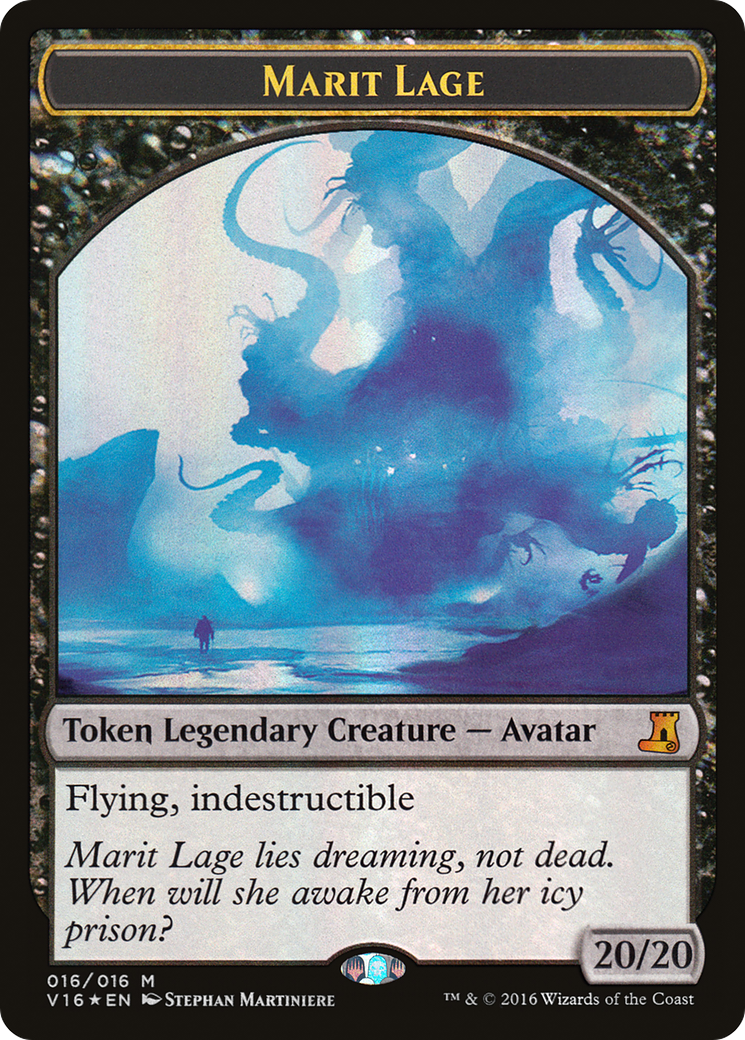 Marit Lage
Token Legendary Creature — Avatar
Flying, indestructible
Marit Lage lies dreaming, not dead.
When will she awake from her icy
prison?
20/20
016/016 M
V16★EN Stephan Martiniere
™ & © 2016 Wizards of the Coast